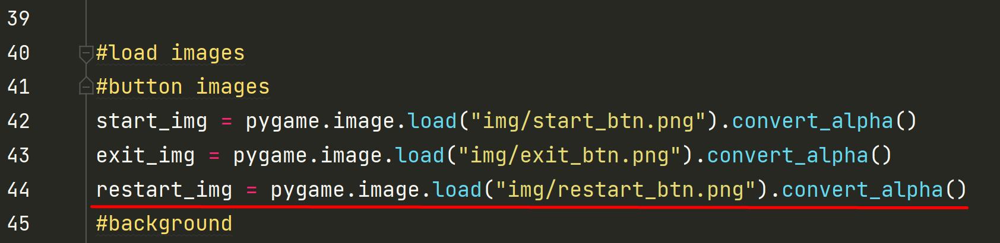 39
40 #load images
41 #button images
42 start_img = pygame.image.load("img/start_btn.png").convert_alpha()
43 exit_img = pygame.image.load("img/exit_btn.png").convert_alpha()
44 restart_img = pygame.image.load("img/restart_btn.png").convert_alpha()
45 #background